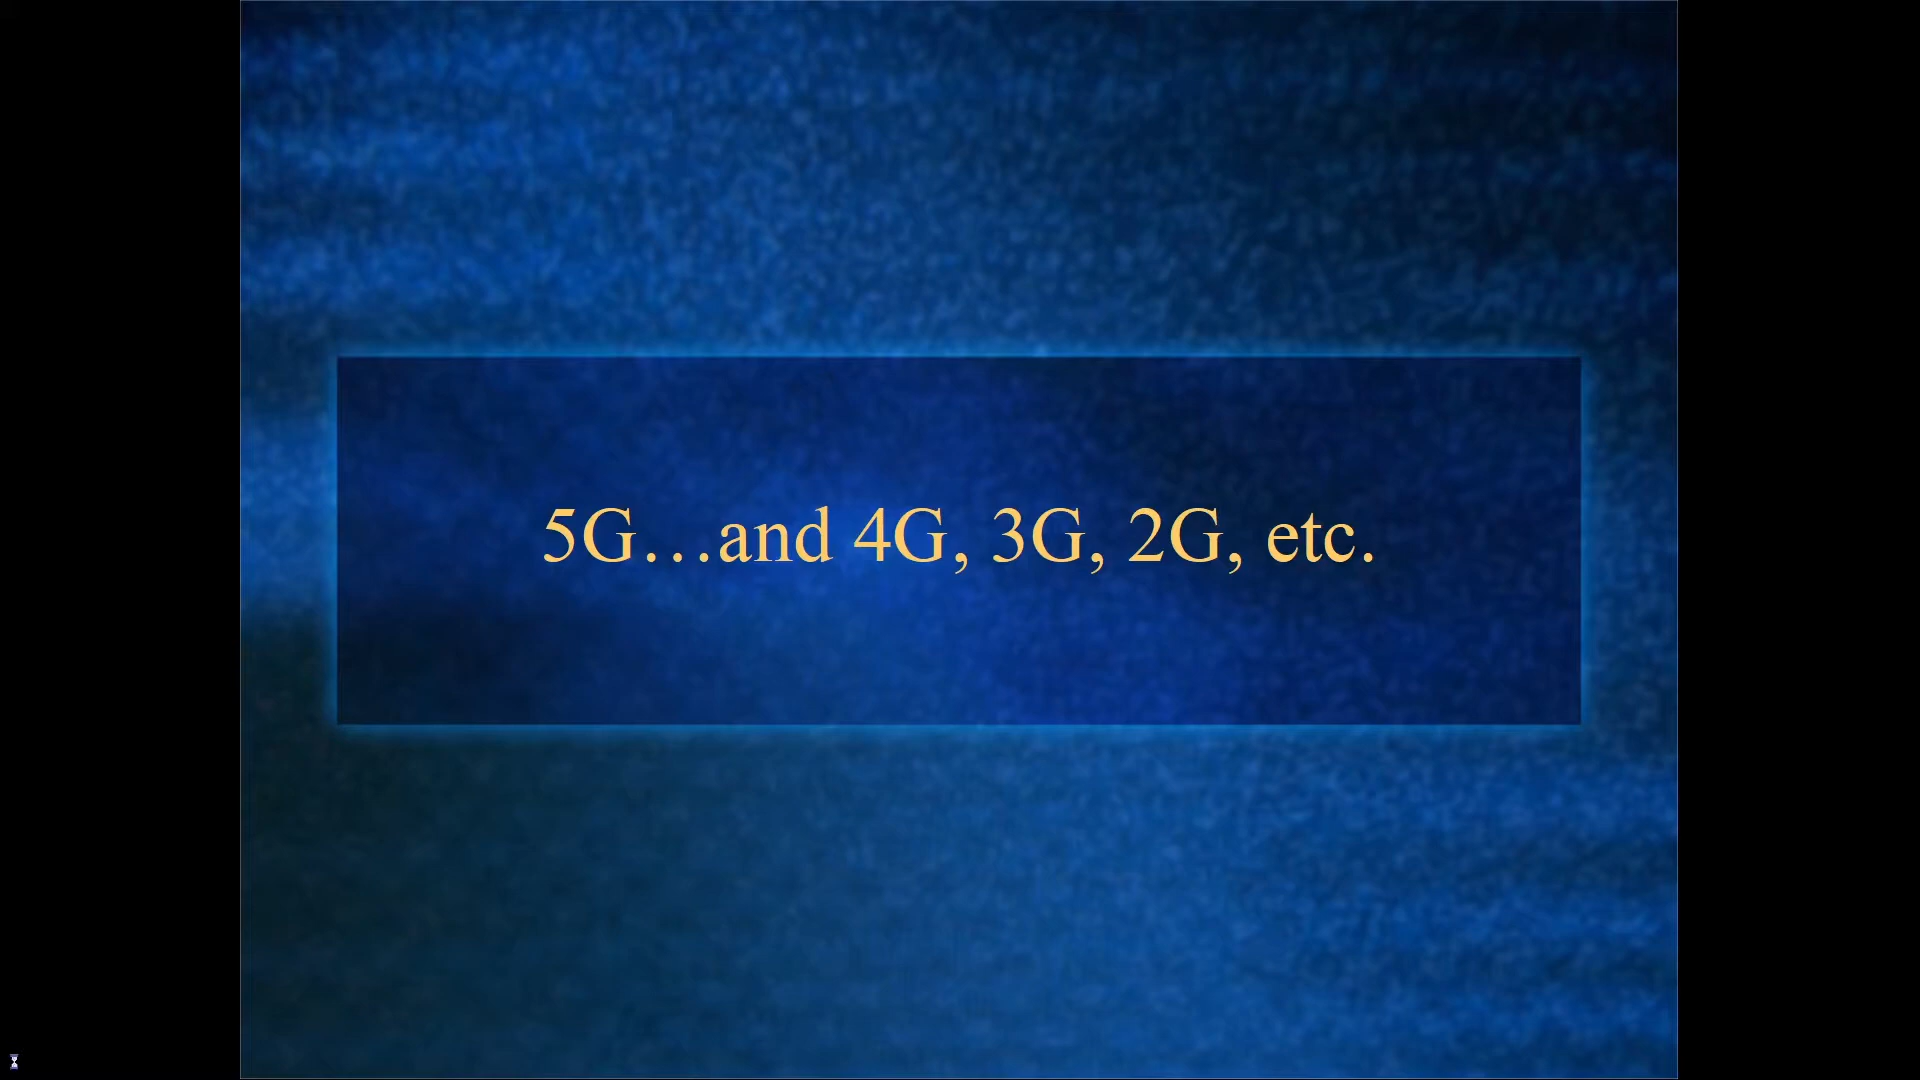 5G…and 4G, 3G, 2G, etc.